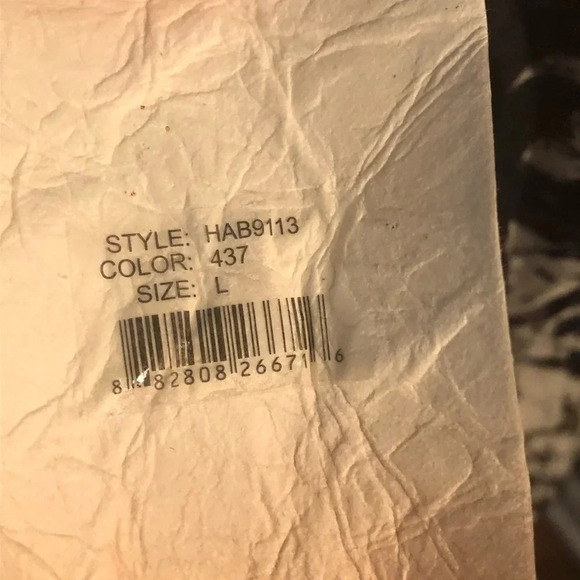 STYLE: HAB9113
COLOR: 437
SIZE: L
8 82808 26671 6